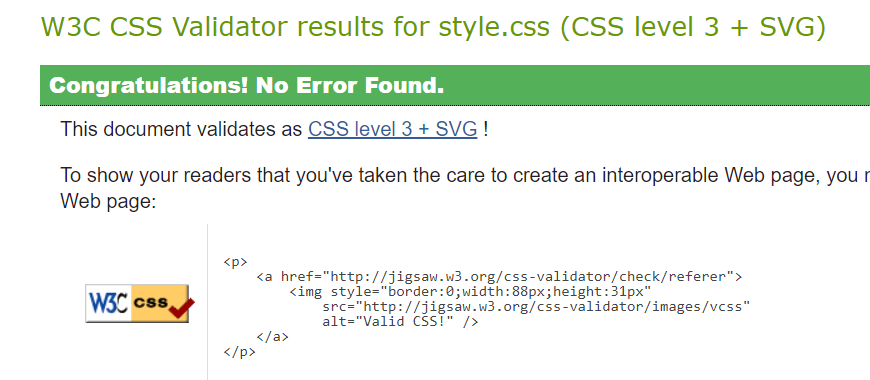 W3C CSS Validator results for style.css (CSS level 3 + SVG)
Congratulations! No Error Found.
This document validates as CSS level 3 + SVG !
To show your readers that you've taken the care to create an interoperable Web page, you
Web page:
<p>
<a href="http://jigsaw.w3.org/css-validator/check/referer">
<img style="border:0;width:88px;height:31px"
src="http://jigsaw.w3.org/css-validator/images/vcss"
alt="Valid CSS!" />
</a>
</p>
W3C css